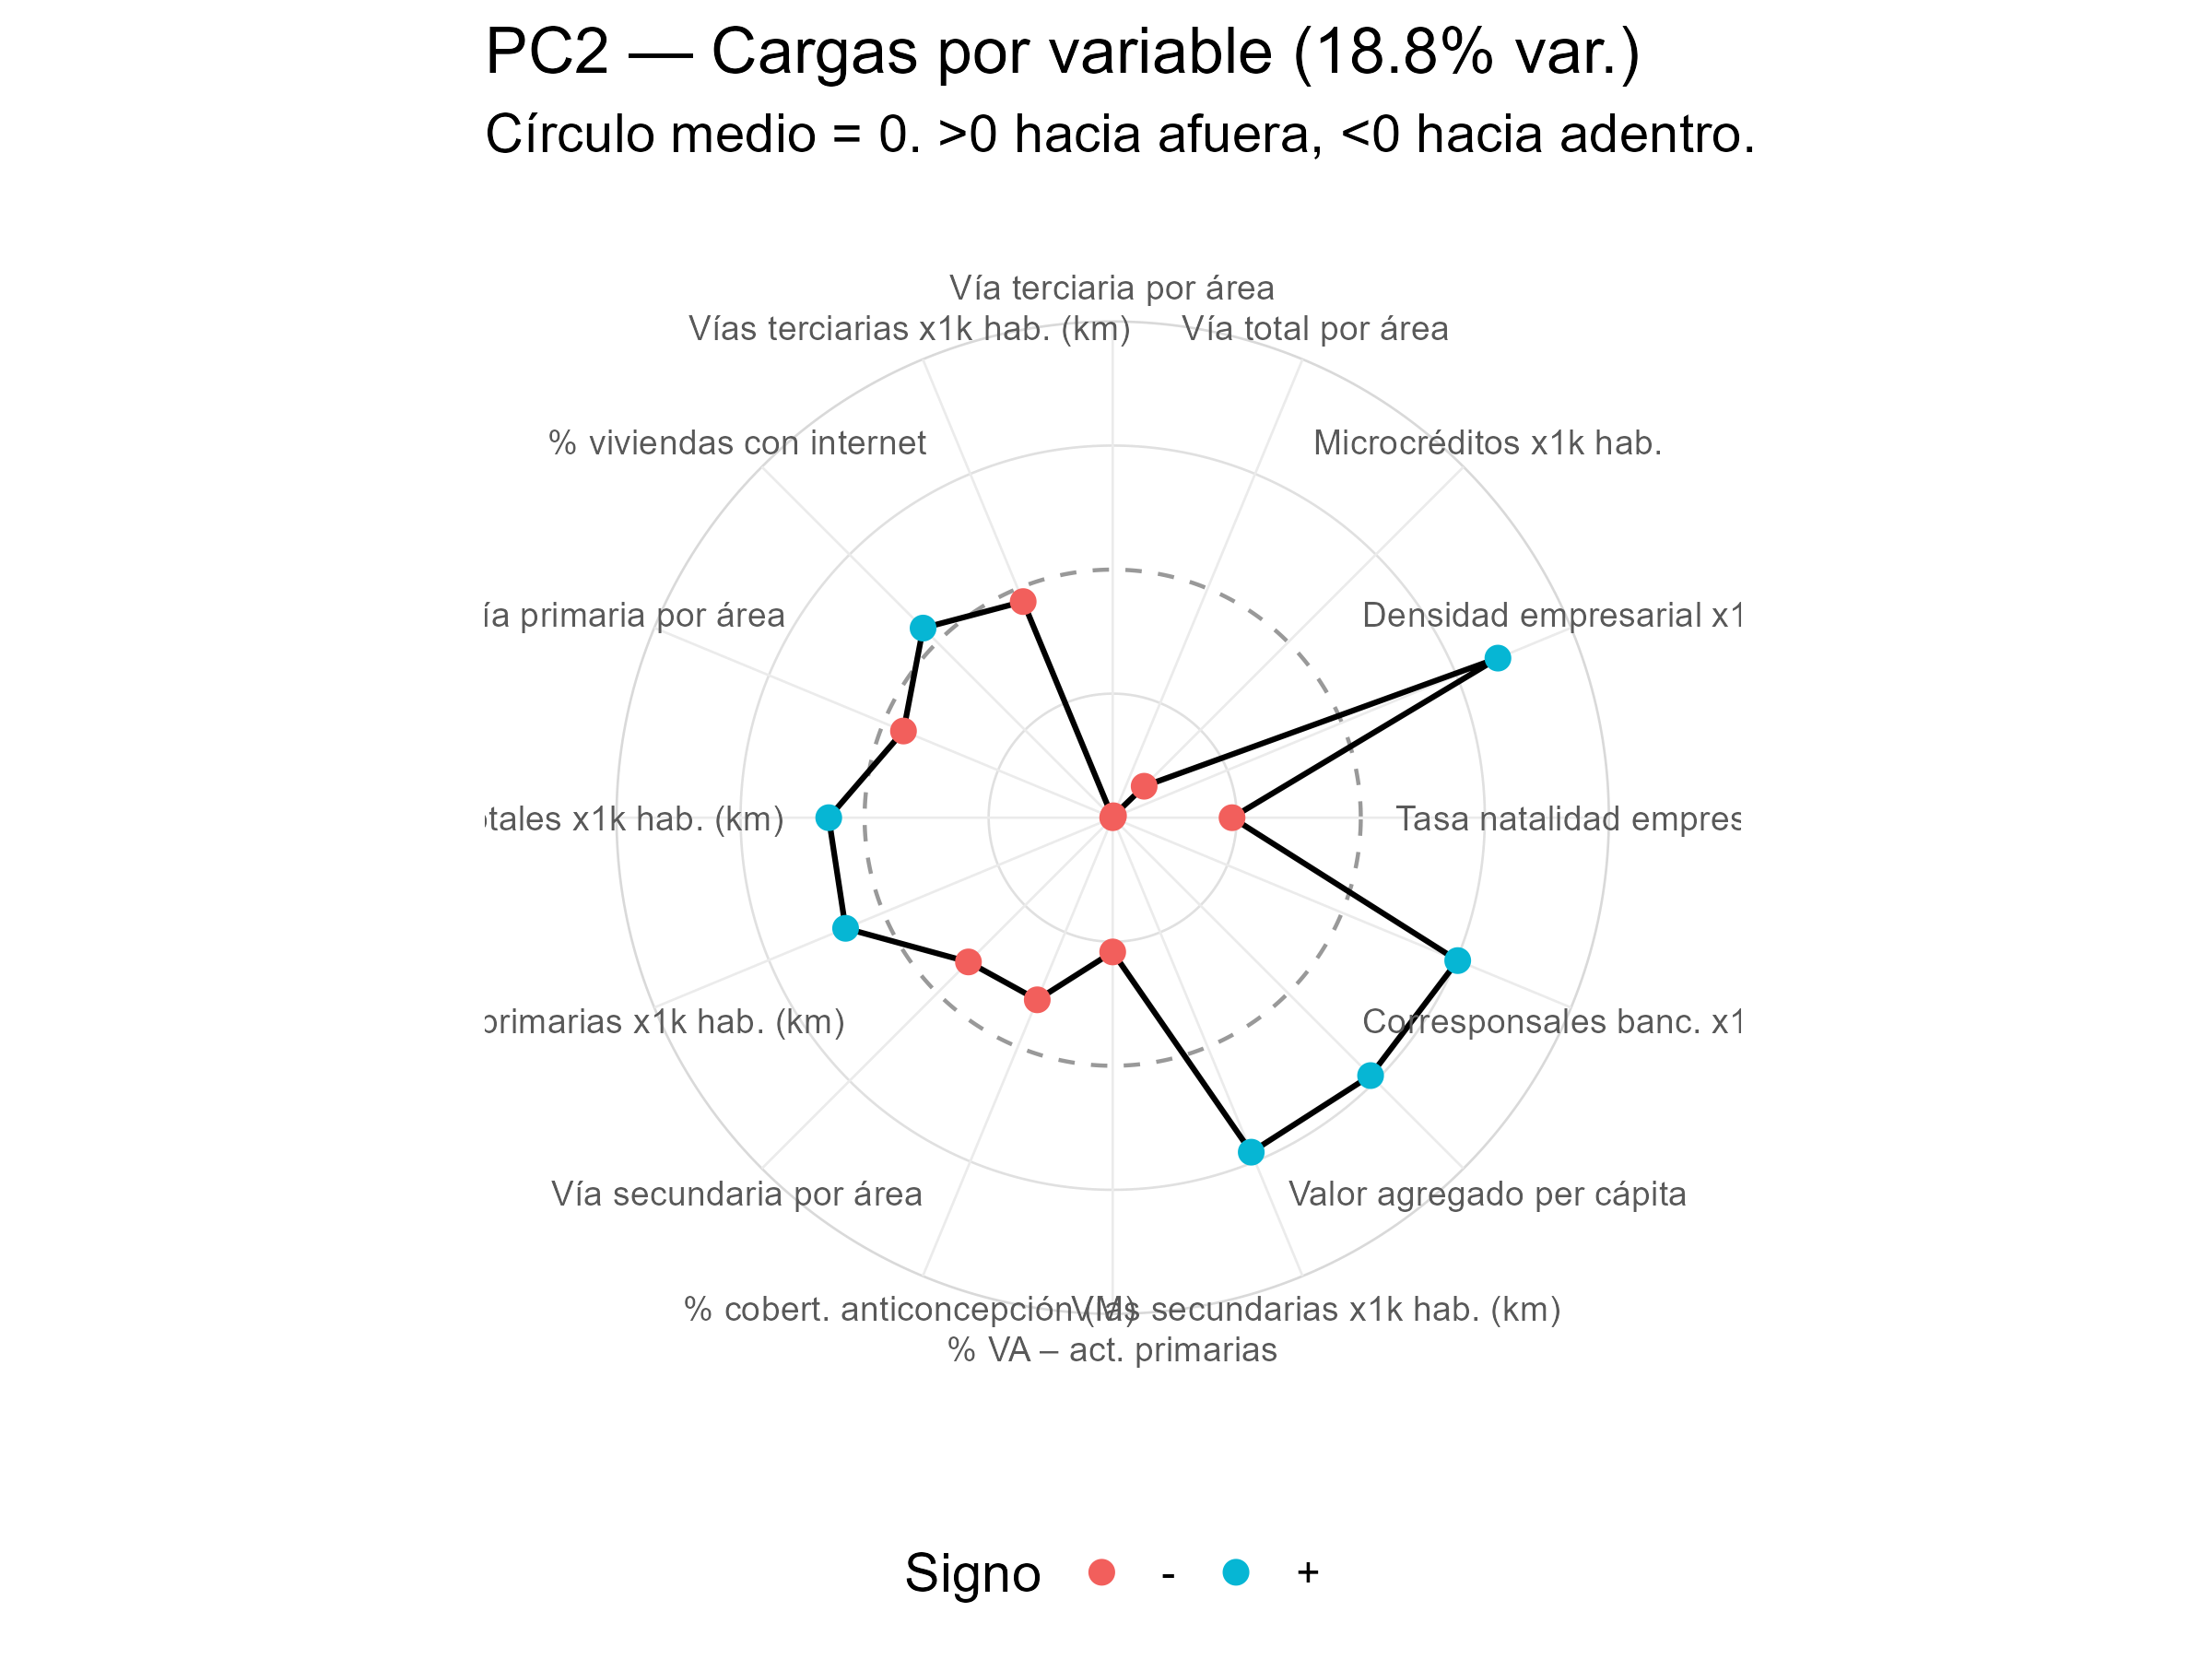 PC2 — Cargas por variable (18.8% var.)
Círculo medio = 0. >0 hacia afuera, <0 hacia adentro.
Vía terciaria por área
Vías terciarias x1k hab. (km)
Vía total por área
% viviendas con internet
Microcréditos x1k hab.
ía primaria por área
Densidad empresarial x1
tales x1k hab. (km)
Tasa natalidad empres
primarias x1k hab. (km)
Corresponsales banc. x1
Vía secundaria por área
Valor agregado per cápita
% cobert. anticoncepción (M)
Vías secundarias x1k hab. (km)
% VA – act. primarias
Signo - +